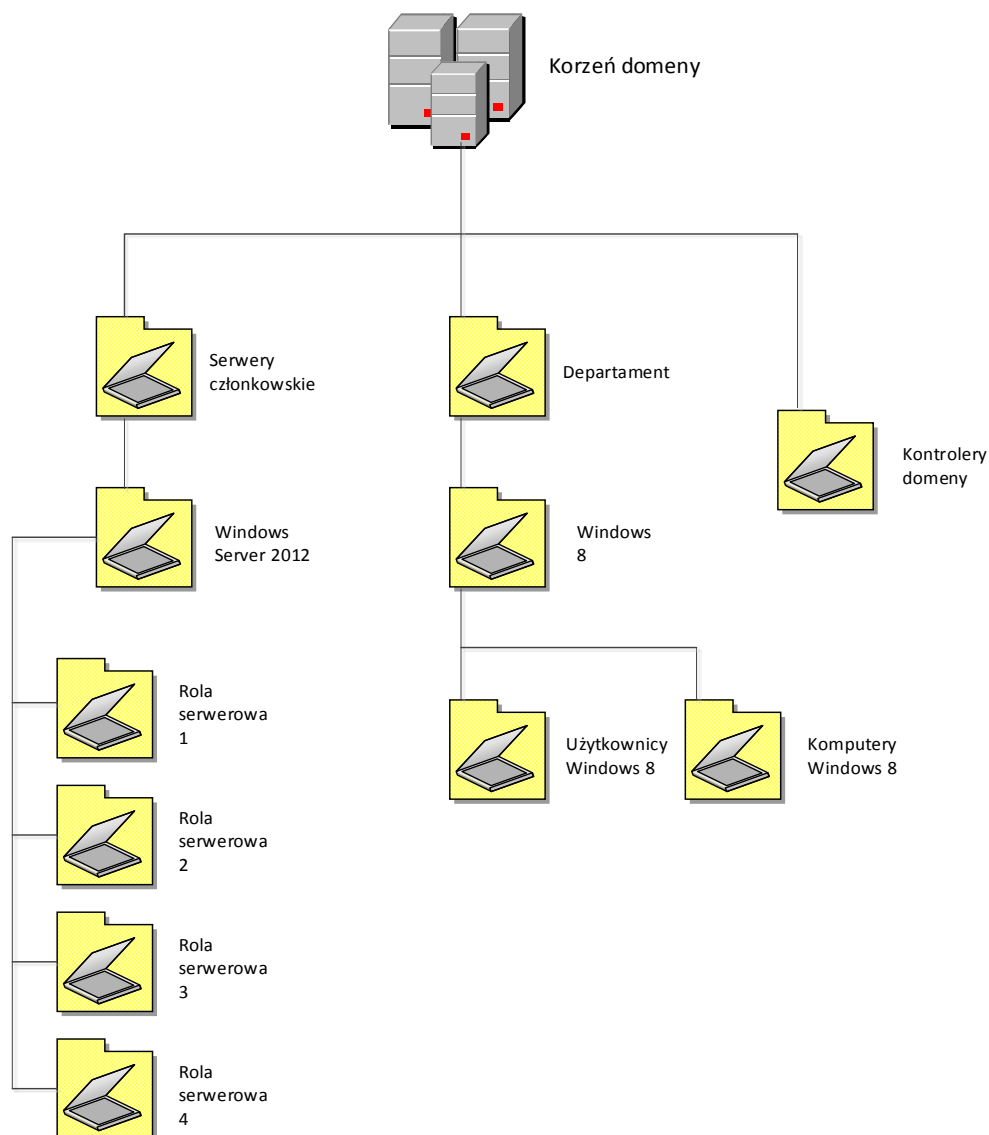 Korzeń domeny
Serwery
członkowskie
Departament
Kontrolery
domeny
Windows
Server 2012
Windows
8
Rola
serwerowa
1
Użytkownicy
Windows 8
Komputery
Windows 8
Rola
serwerowa
2
Rola
serwerowa
3
Rola
serwerowa
4